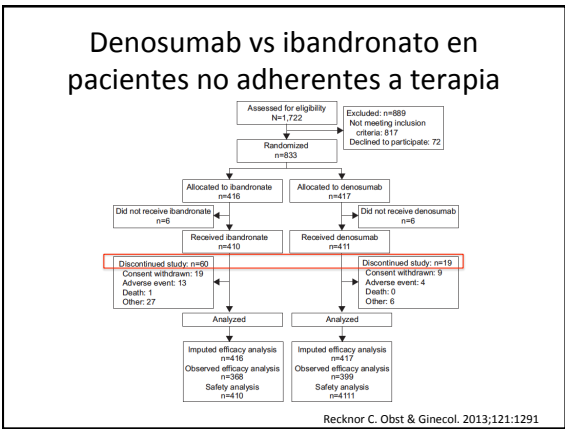 Denosumab vs ibandronato en
pacientes no adherentes a terapia
Assessed for eligibility
N=1,722
Excluded: n=889
Not meeting inclusion
criteria: 817
Declined to participate: 72
Randomized
n=833
Allocated to ibandronate
n=416
Allocated to denosumab
n=417
Did not receive ibandronate
n=6
Did not receive denosumab
n=6
Received ibandronate
n=410
Received denosumab
n=411
Discontinued study: n=60
Consent withdrawn: 19
Adverse event: 13
Death: 1
Other: 27
Discontinued study: n=19
Consent withdrawn: 9
Adverse event: 4
Death: 0
Other: 6
Analyzed
Analyzed
Imputed efficacy analysis
n=416
Observed efficacy analysis
n=368
Safety analysis
n=410
Imputed efficacy analysis
n=417
Observed efficacy analysis
n=399
Safety analysis
n=4111
Recknor C. Obst & Ginecol. 2013;121:1291